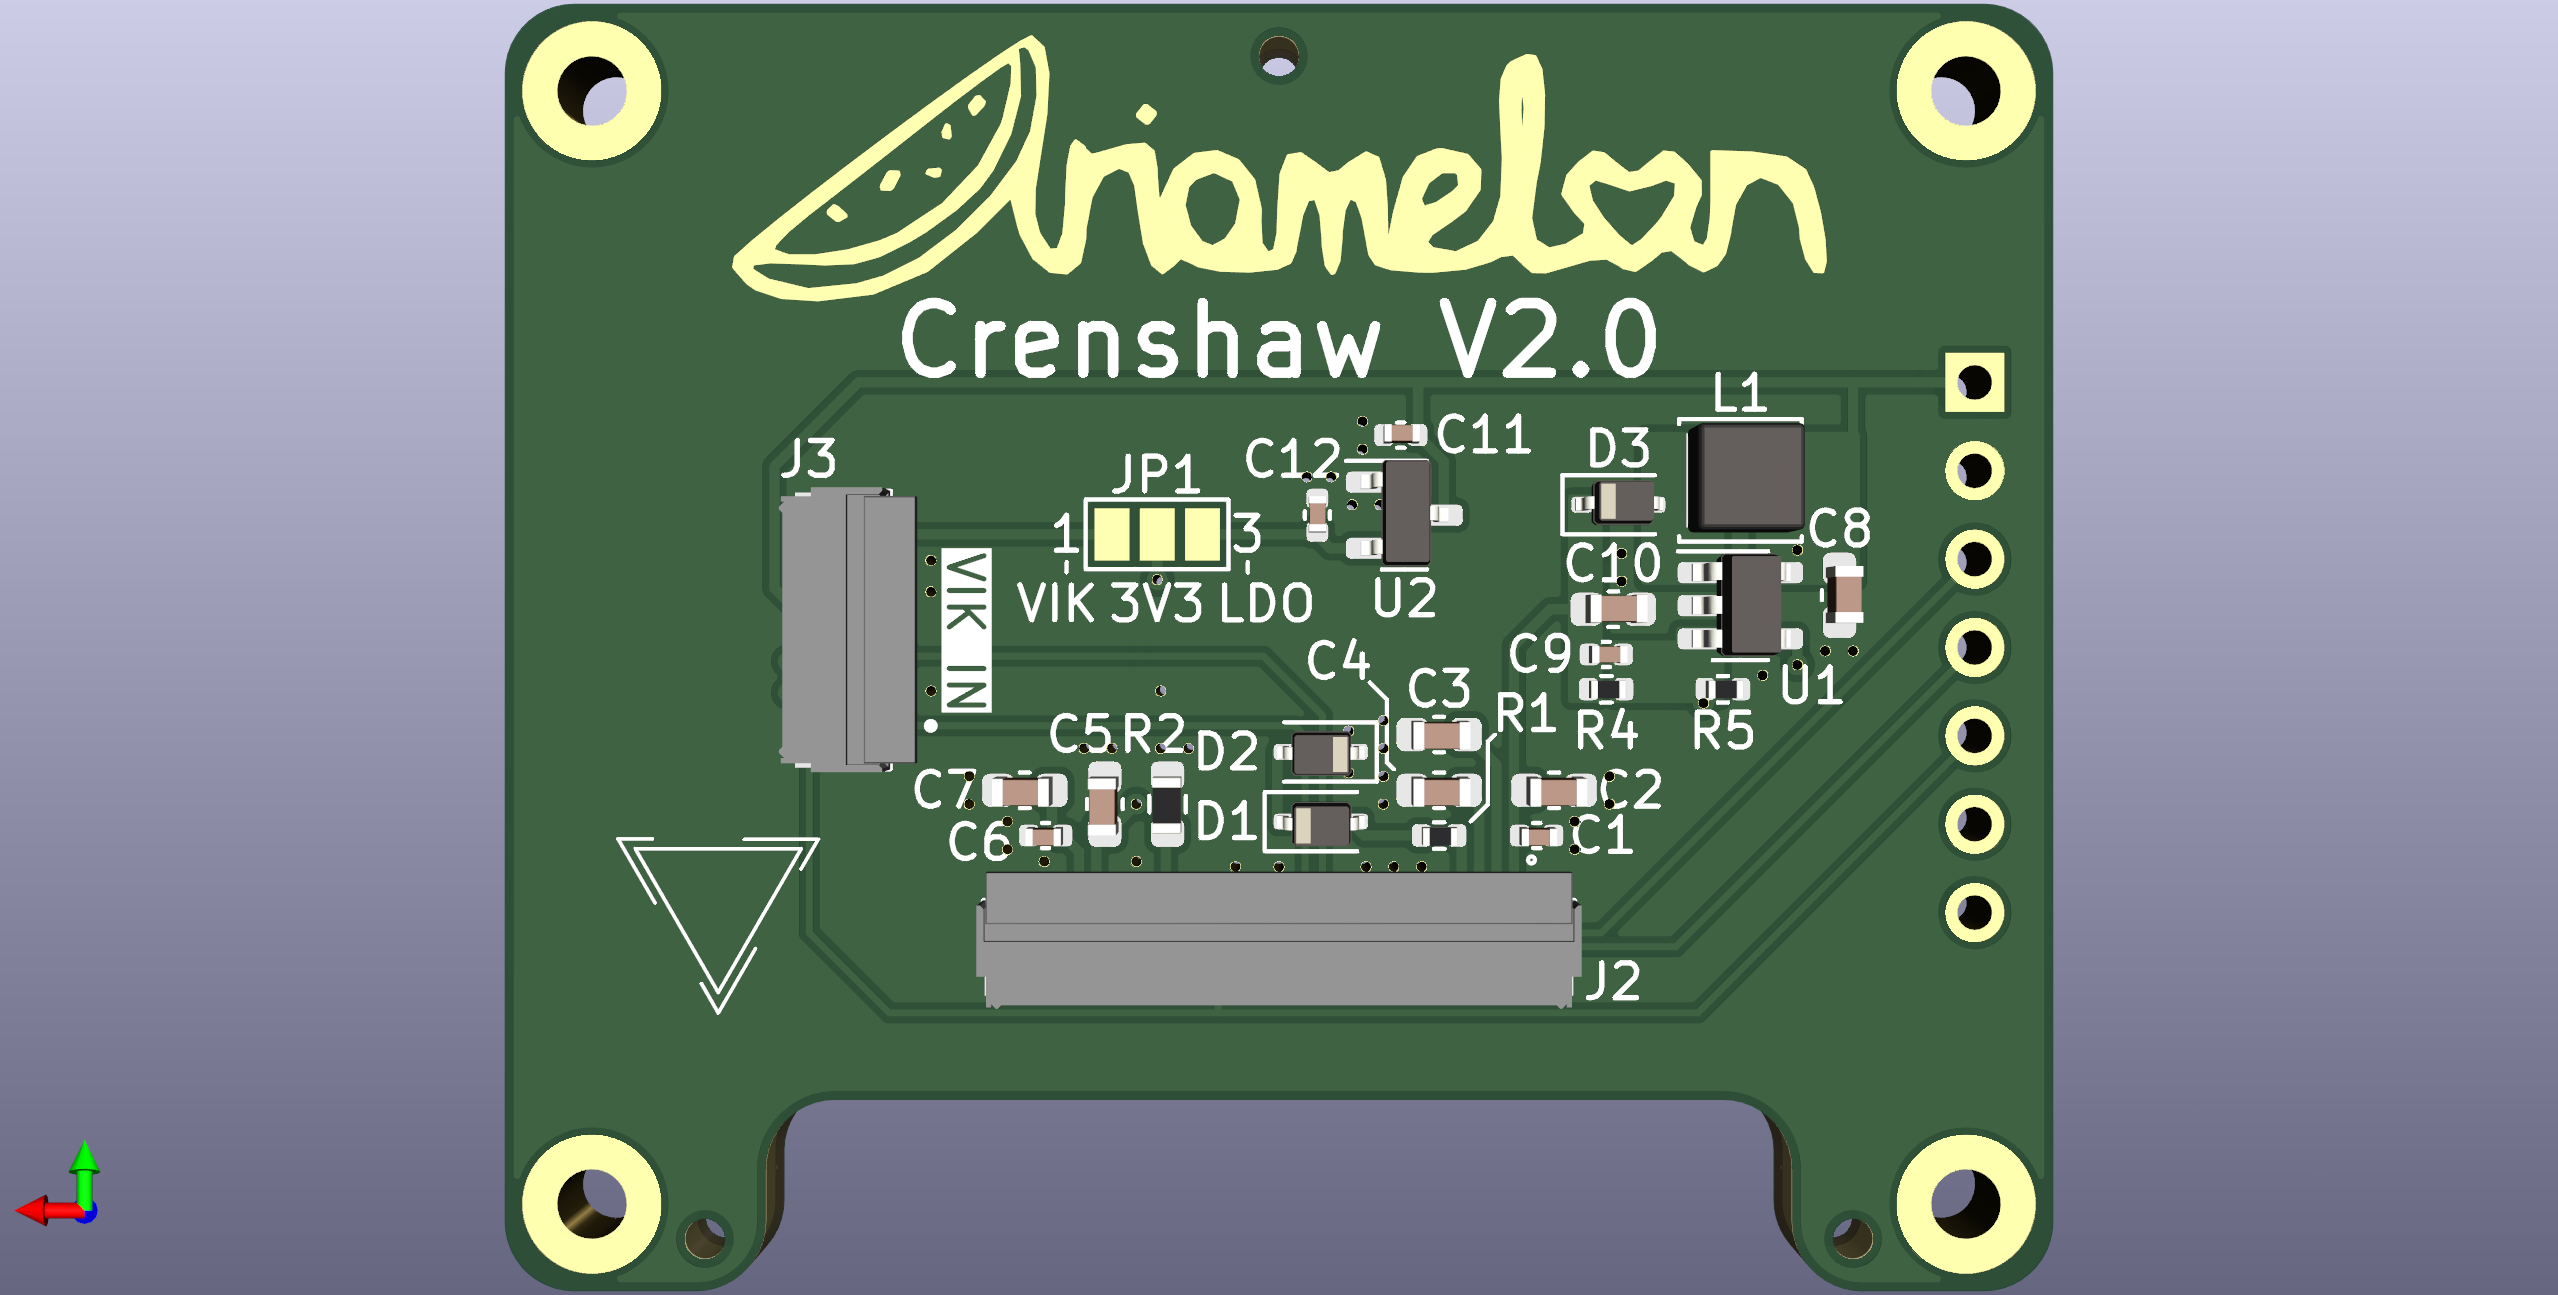 Ariamelon
Crenshaw V2.0
L1
C11
D3
J3
C12
JP1
C8
1
3
C10
VIK 3V3 LDO
U2
VIK IN
C4
C9
C3
U1
R1
C5
R2
D2
R4
R5
C7
C2
D1
C6
C1
J2